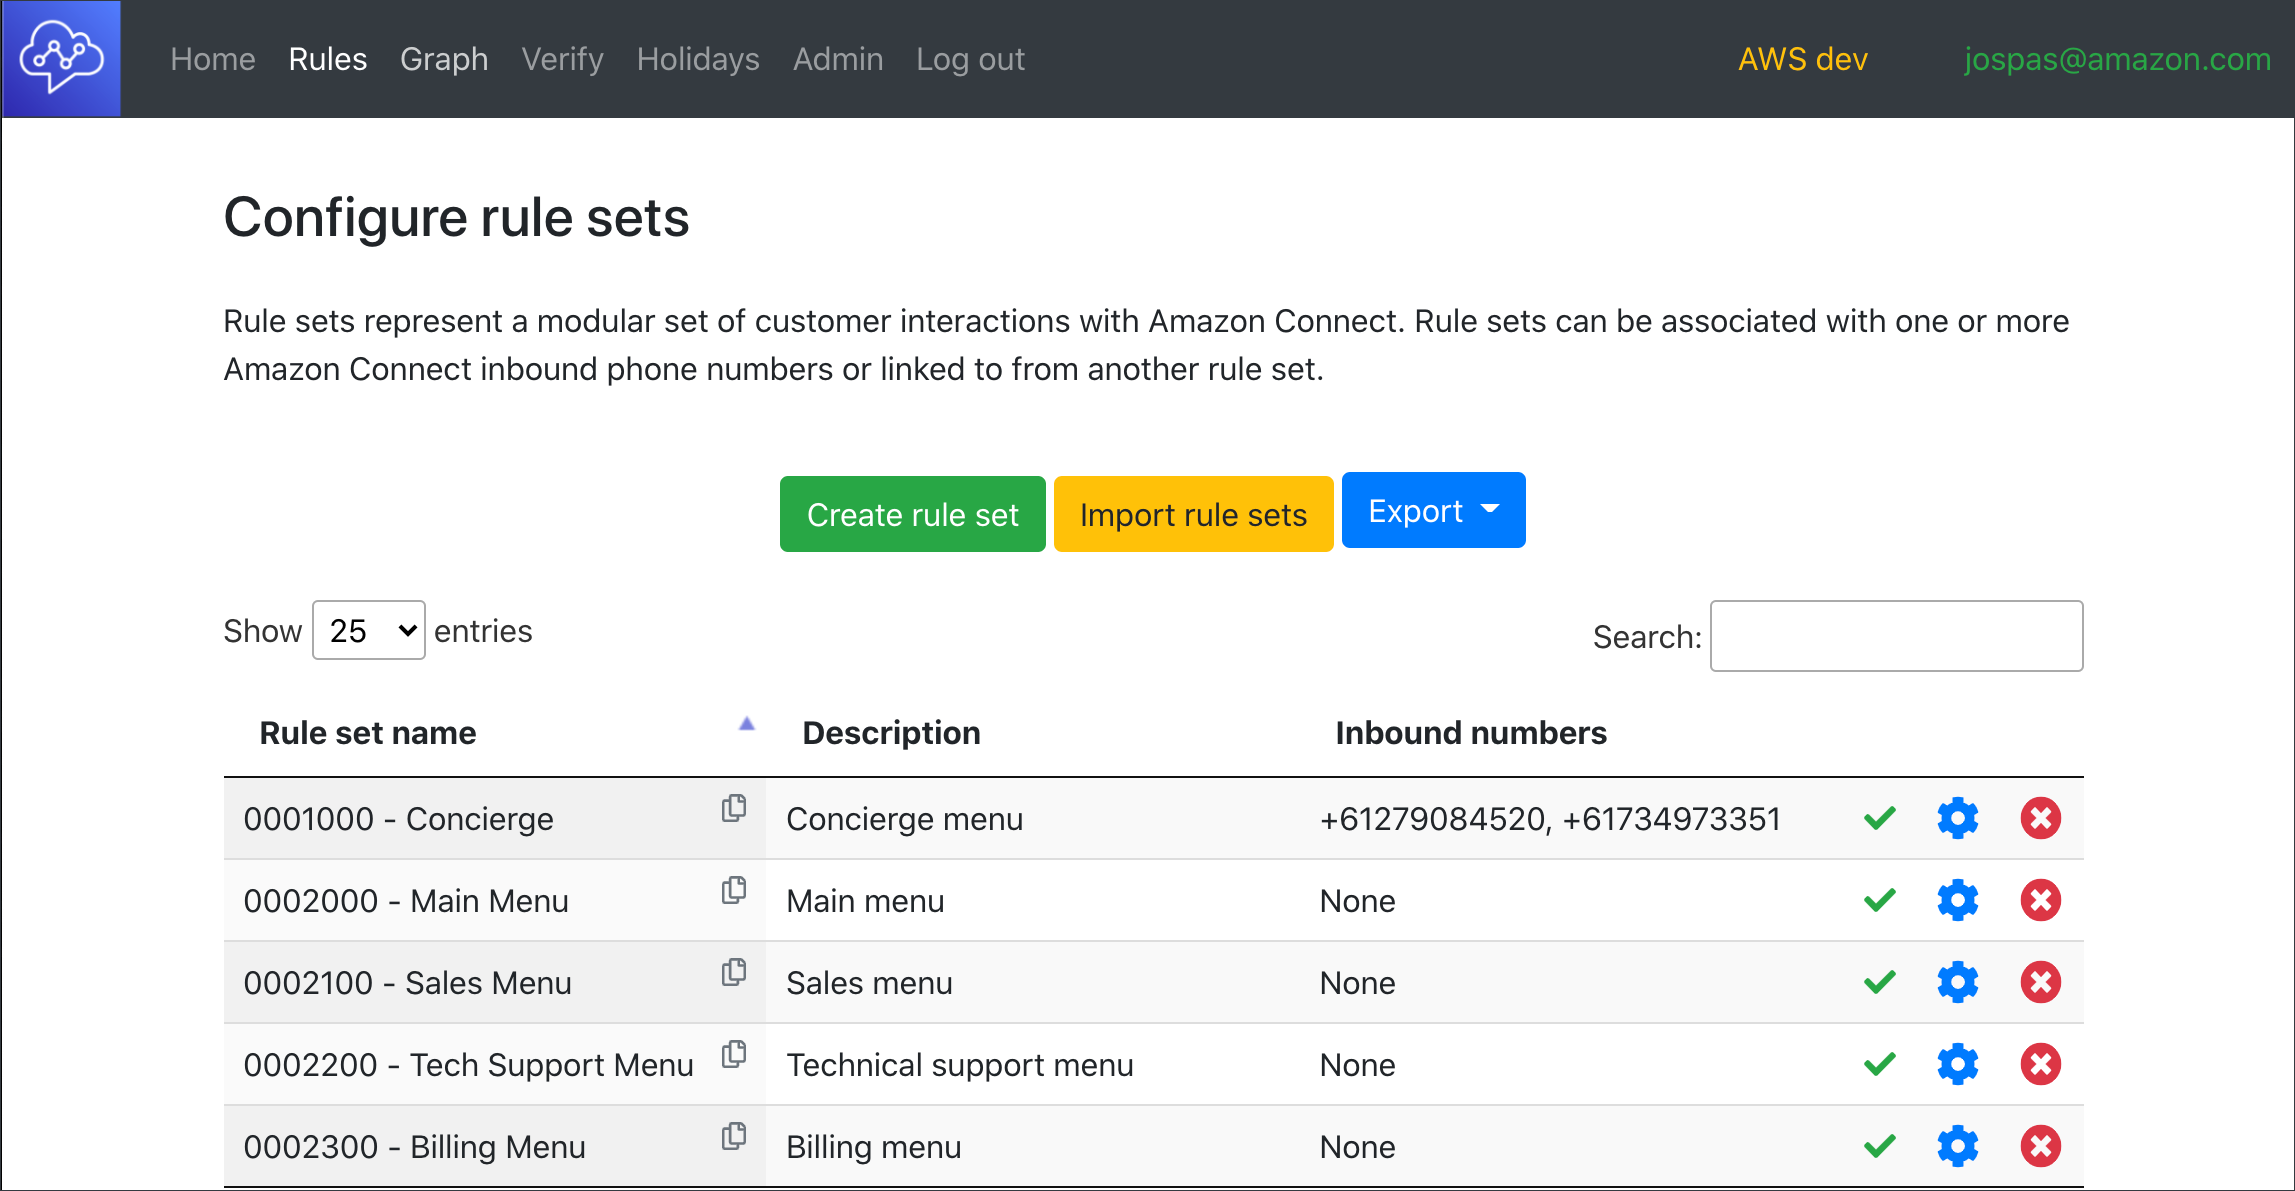 Home Rules Graph Verify Holidays Admin Log out AWS dev jospas@amazon.com
Configure rule sets
Rule sets represent a modular set of customer interactions with Amazon Connect. Rule sets can be associated with one or more
Amazon Connect inbound phone numbers or linked to from another rule set.
Create rule set Import rule sets Export
Show 25 entries Search:
Rule set name Description Inbound numbers
0001000 - Concierge Concierge menu +61279084520, +61734973351
0002000 - Main Menu Main menu None
0002100 - Sales Menu Sales menu None
0002200 - Tech Support Menu Technical support menu None
0002300 - Billing Menu Billing menu None